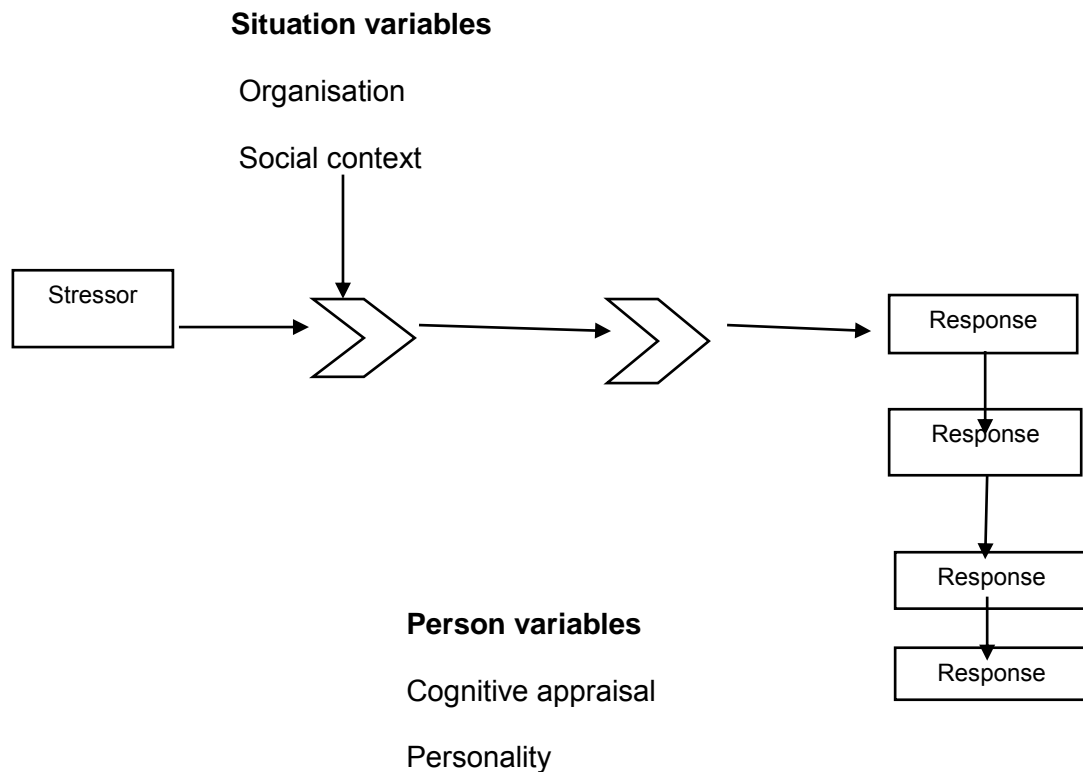 Situation variables
Organisation
Social context
Stressor
Response
Response
Response
Response
Person variables
Cognitive appraisal
Personality